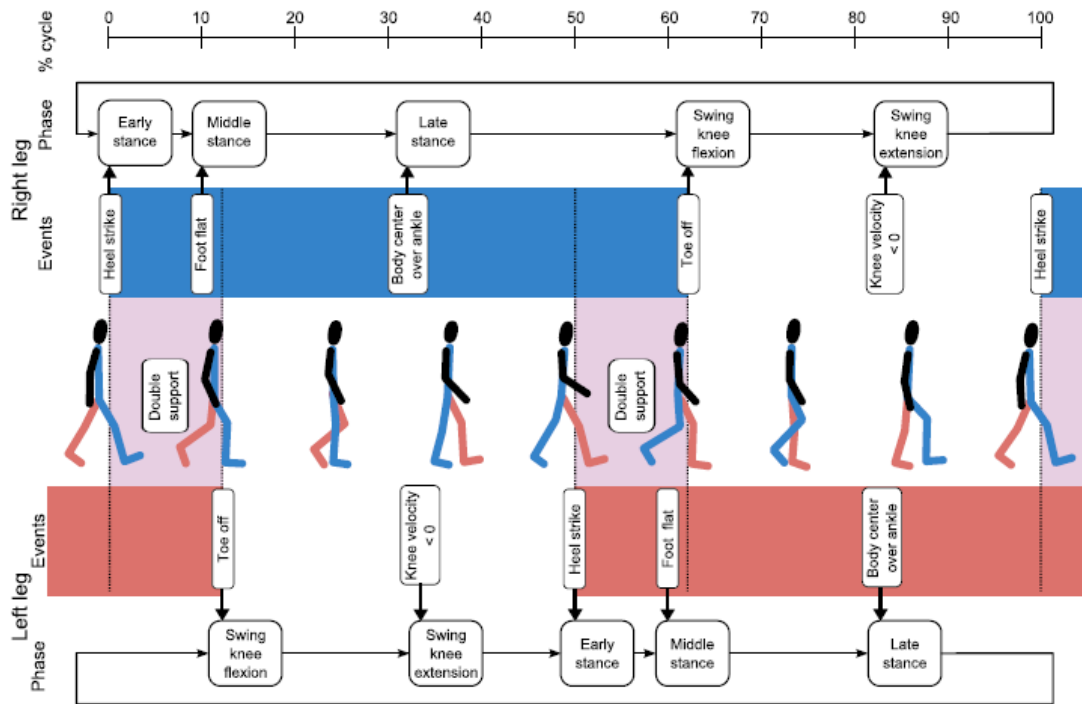 % cycle
0 10 20 30 40 50 60 70 80 90 100
Right leg
Phase
Early
stance
Middle
stance
Late
stance
Swing
knee
flexion
Swing
knee
extension
Events
Heel strike
Foot flat
Body center
over ankle
Toe off
Knee velocity
< 0
Heel strike
Double
support
Double
support
Left leg
Events
Toe off
Knee velocity
< 0
Heel strike
Foot flat
Body center
over ankle
Phase
Swing
knee
flexion
Swing
knee
extension
Early
stance
Middle
stance
Late
stance